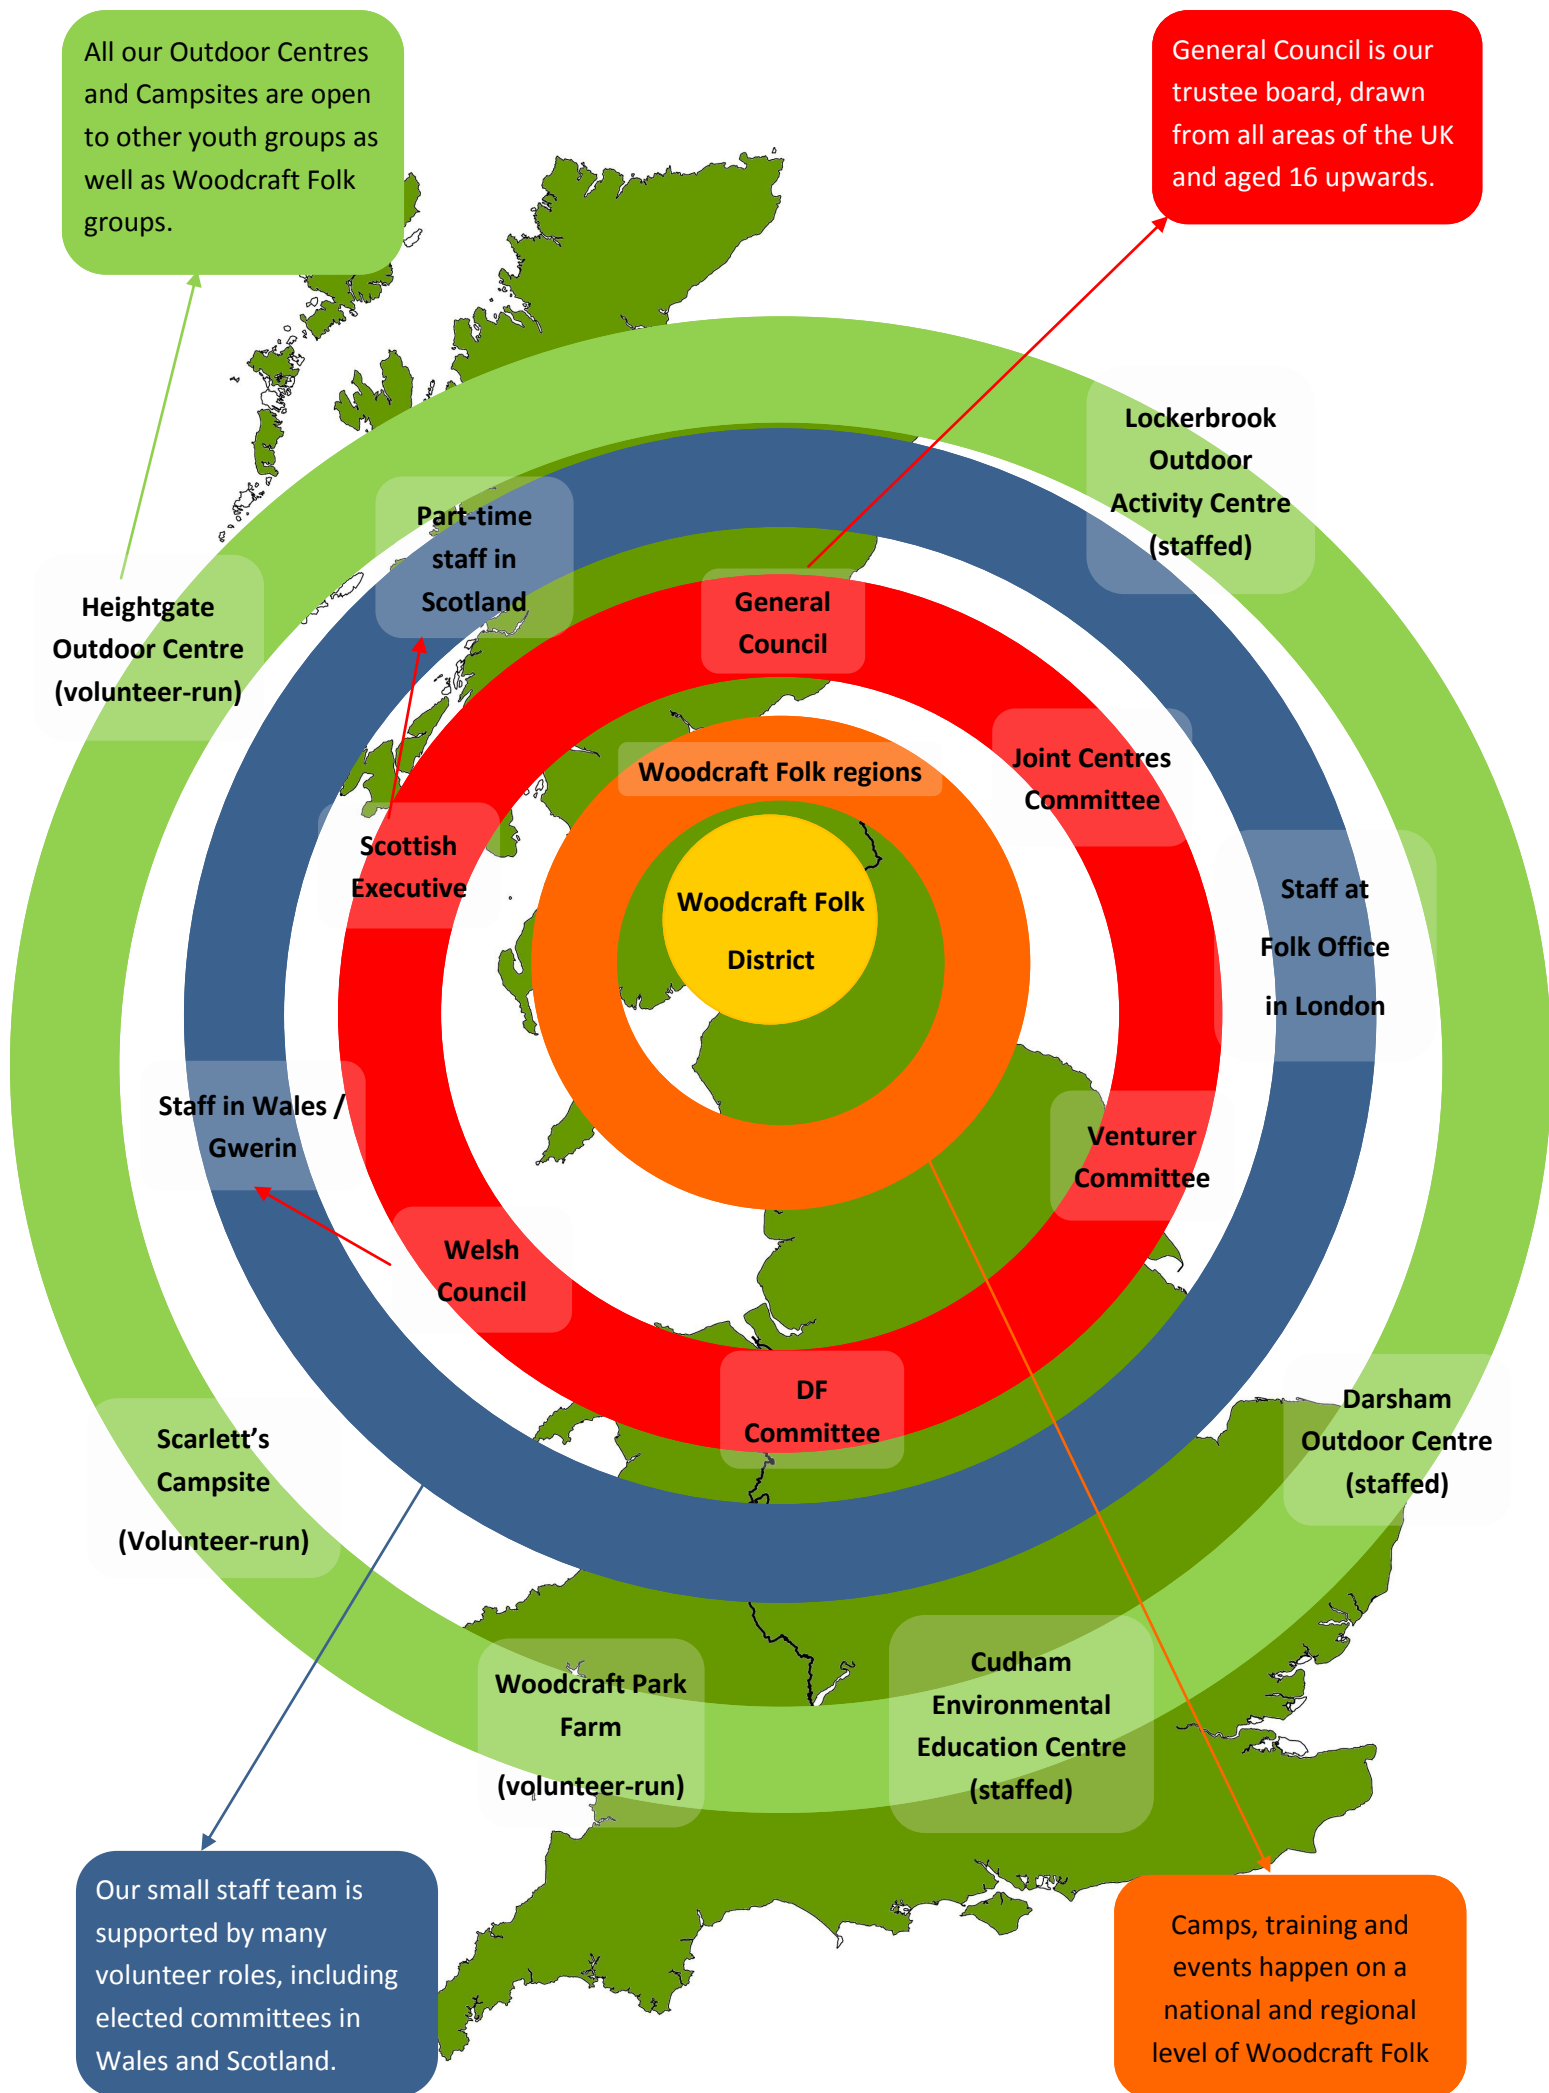 All our Outdoor Centres
and Campsites are open
to other youth groups as
well as Woodcraft Folk
groups.
General Council is our
trustee board, drawn
from all areas of the UK
and aged 16 upwards.
Lockerbrook
Outdoor
Activity Centre
(staffed)
Part-time
staff in
Scotland
Heightgate
Outdoor Centre
(volunteer-run)
General
Council
Woodcraft Folk regions
Joint Centres
Committee
Scottish
Executive
Woodcraft Folk
District
Staff at
Folk Office
in London
Staff in Wales /
Gwerin
Venturer
Committee
Welsh
Council
DF
Committee
Darsham
Outdoor Centre
(staffed)
Scarlett’s
Campsite
(Volunteer-run)
Woodcraft Park
Farm
(volunteer-run)
Cudham
Environmental
Education Centre
(staffed)
Our small staff team is
supported by many
volunteer roles, including
elected committees in
Wales and Scotland.
Camps, training and
events happen on a
national and regional
level of Woodcraft Folk